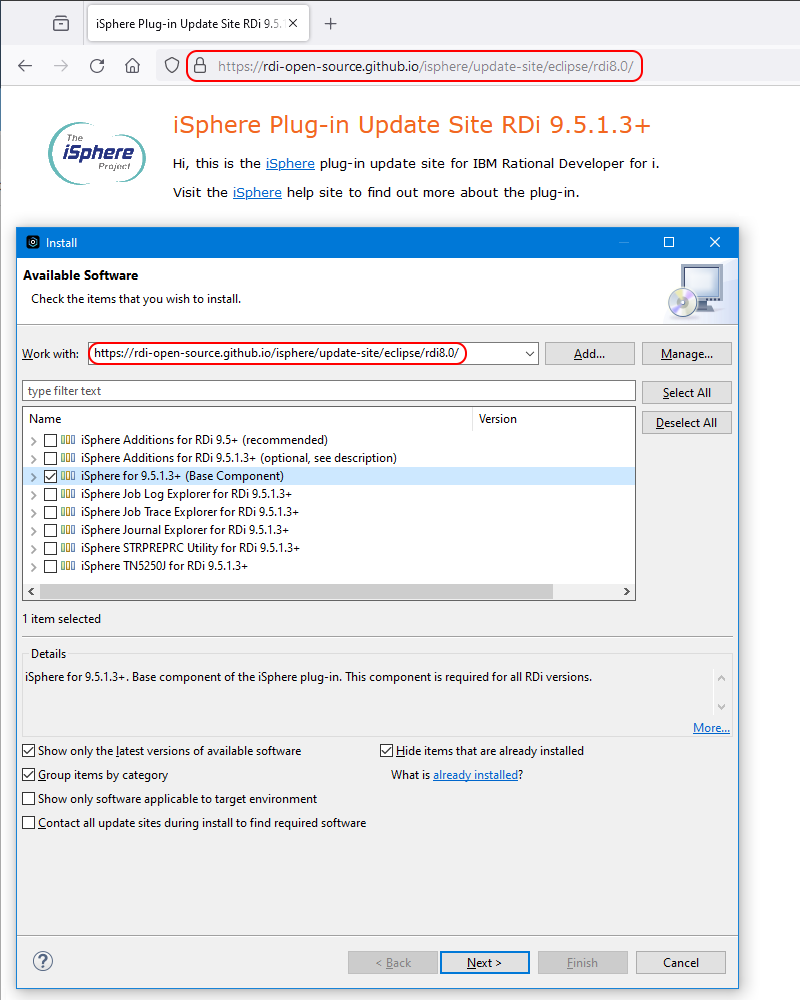 iSphere Plug-in Update Site RDi 9.5.
https://rdi-open-source.github.io/isphere/update-site/eclipse/rdi8.0/
The
iSphere
Project
iSphere Plug-in Update Site RDi 9.5.1.3+
Hi, this is the iSphere plug-in update site for IBM Rational Developer for i.
Visit the iSphere help site to find out more about the plug-in.
Install
Available Software
Check the items that you wish to install.
Work with: https://rdi-open-source.github.io/isphere/update-site/eclipse/rdi8.0/ Add... Manage...
type filter text Select All
Name Version Deselect All
iSphere Additions for RDi 9.5+ (recommended)
iSphere Additions for RDi 9.5.1.3+ (optional, see description)
iSphere for 9.5.1.3+ (Base Component)
iSphere Job Log Explorer for RDi 9.5.1.3+
iSphere Job Trace Explorer for RDi 9.5.1.3+
iSphere Journal Explorer for RDi 9.5.1.3+
iSphere STRPREPRC Utility for RDi 9.5.1.3+
iSphere TN5250J for RDi 9.5.1.3+
1 item selected
Details
iSphere for 9.5.1.3+. Base component of the iSphere plug-in. This component is required for all RDi versions.
More...
Show only the latest versions of available software Hide items that are already installed
Group items by category What is already installed?
Show only software applicable to target environment
Contact all update sites during install to find required software
? < Back Next > Finish Cancel